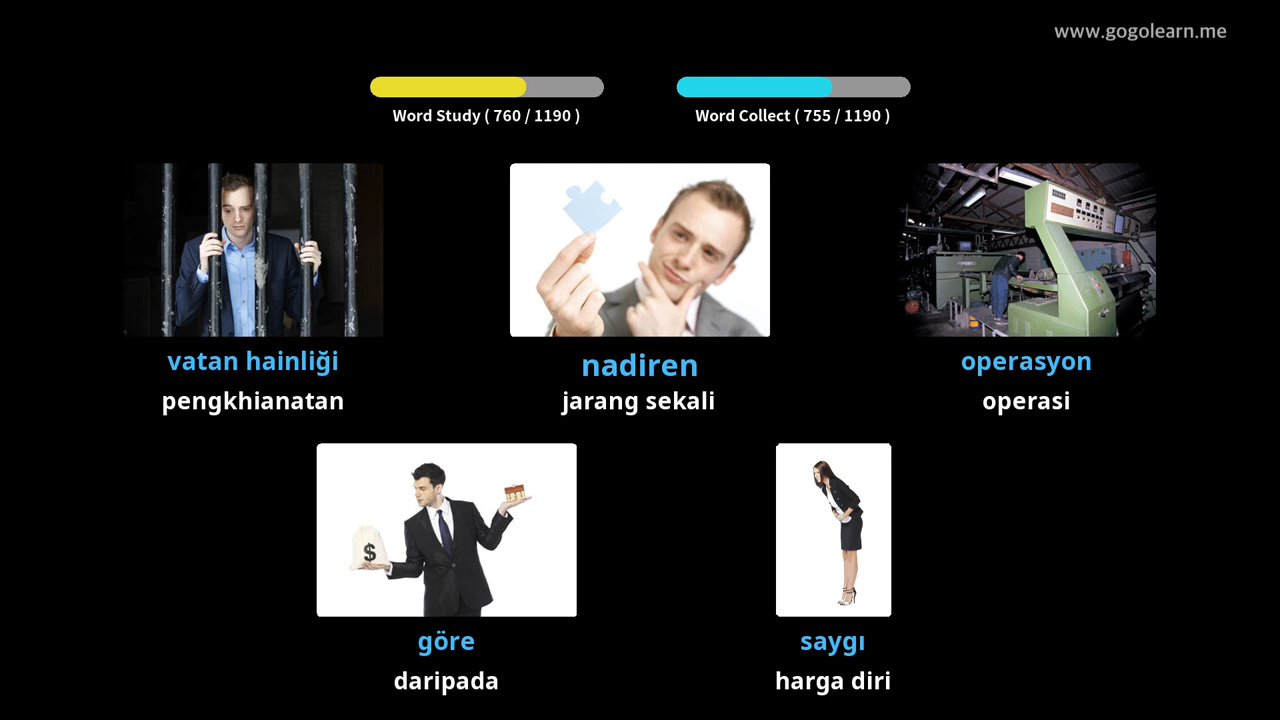 www.gogolearn.me
Word Study ( 760 / 1190 )
Word Collect ( 755 / 1190 )
vatan hainliği
pengkhianatan
nadiren
jarang sekali
operasyon
operasi
$
göre
daripada
saygı
harga diri